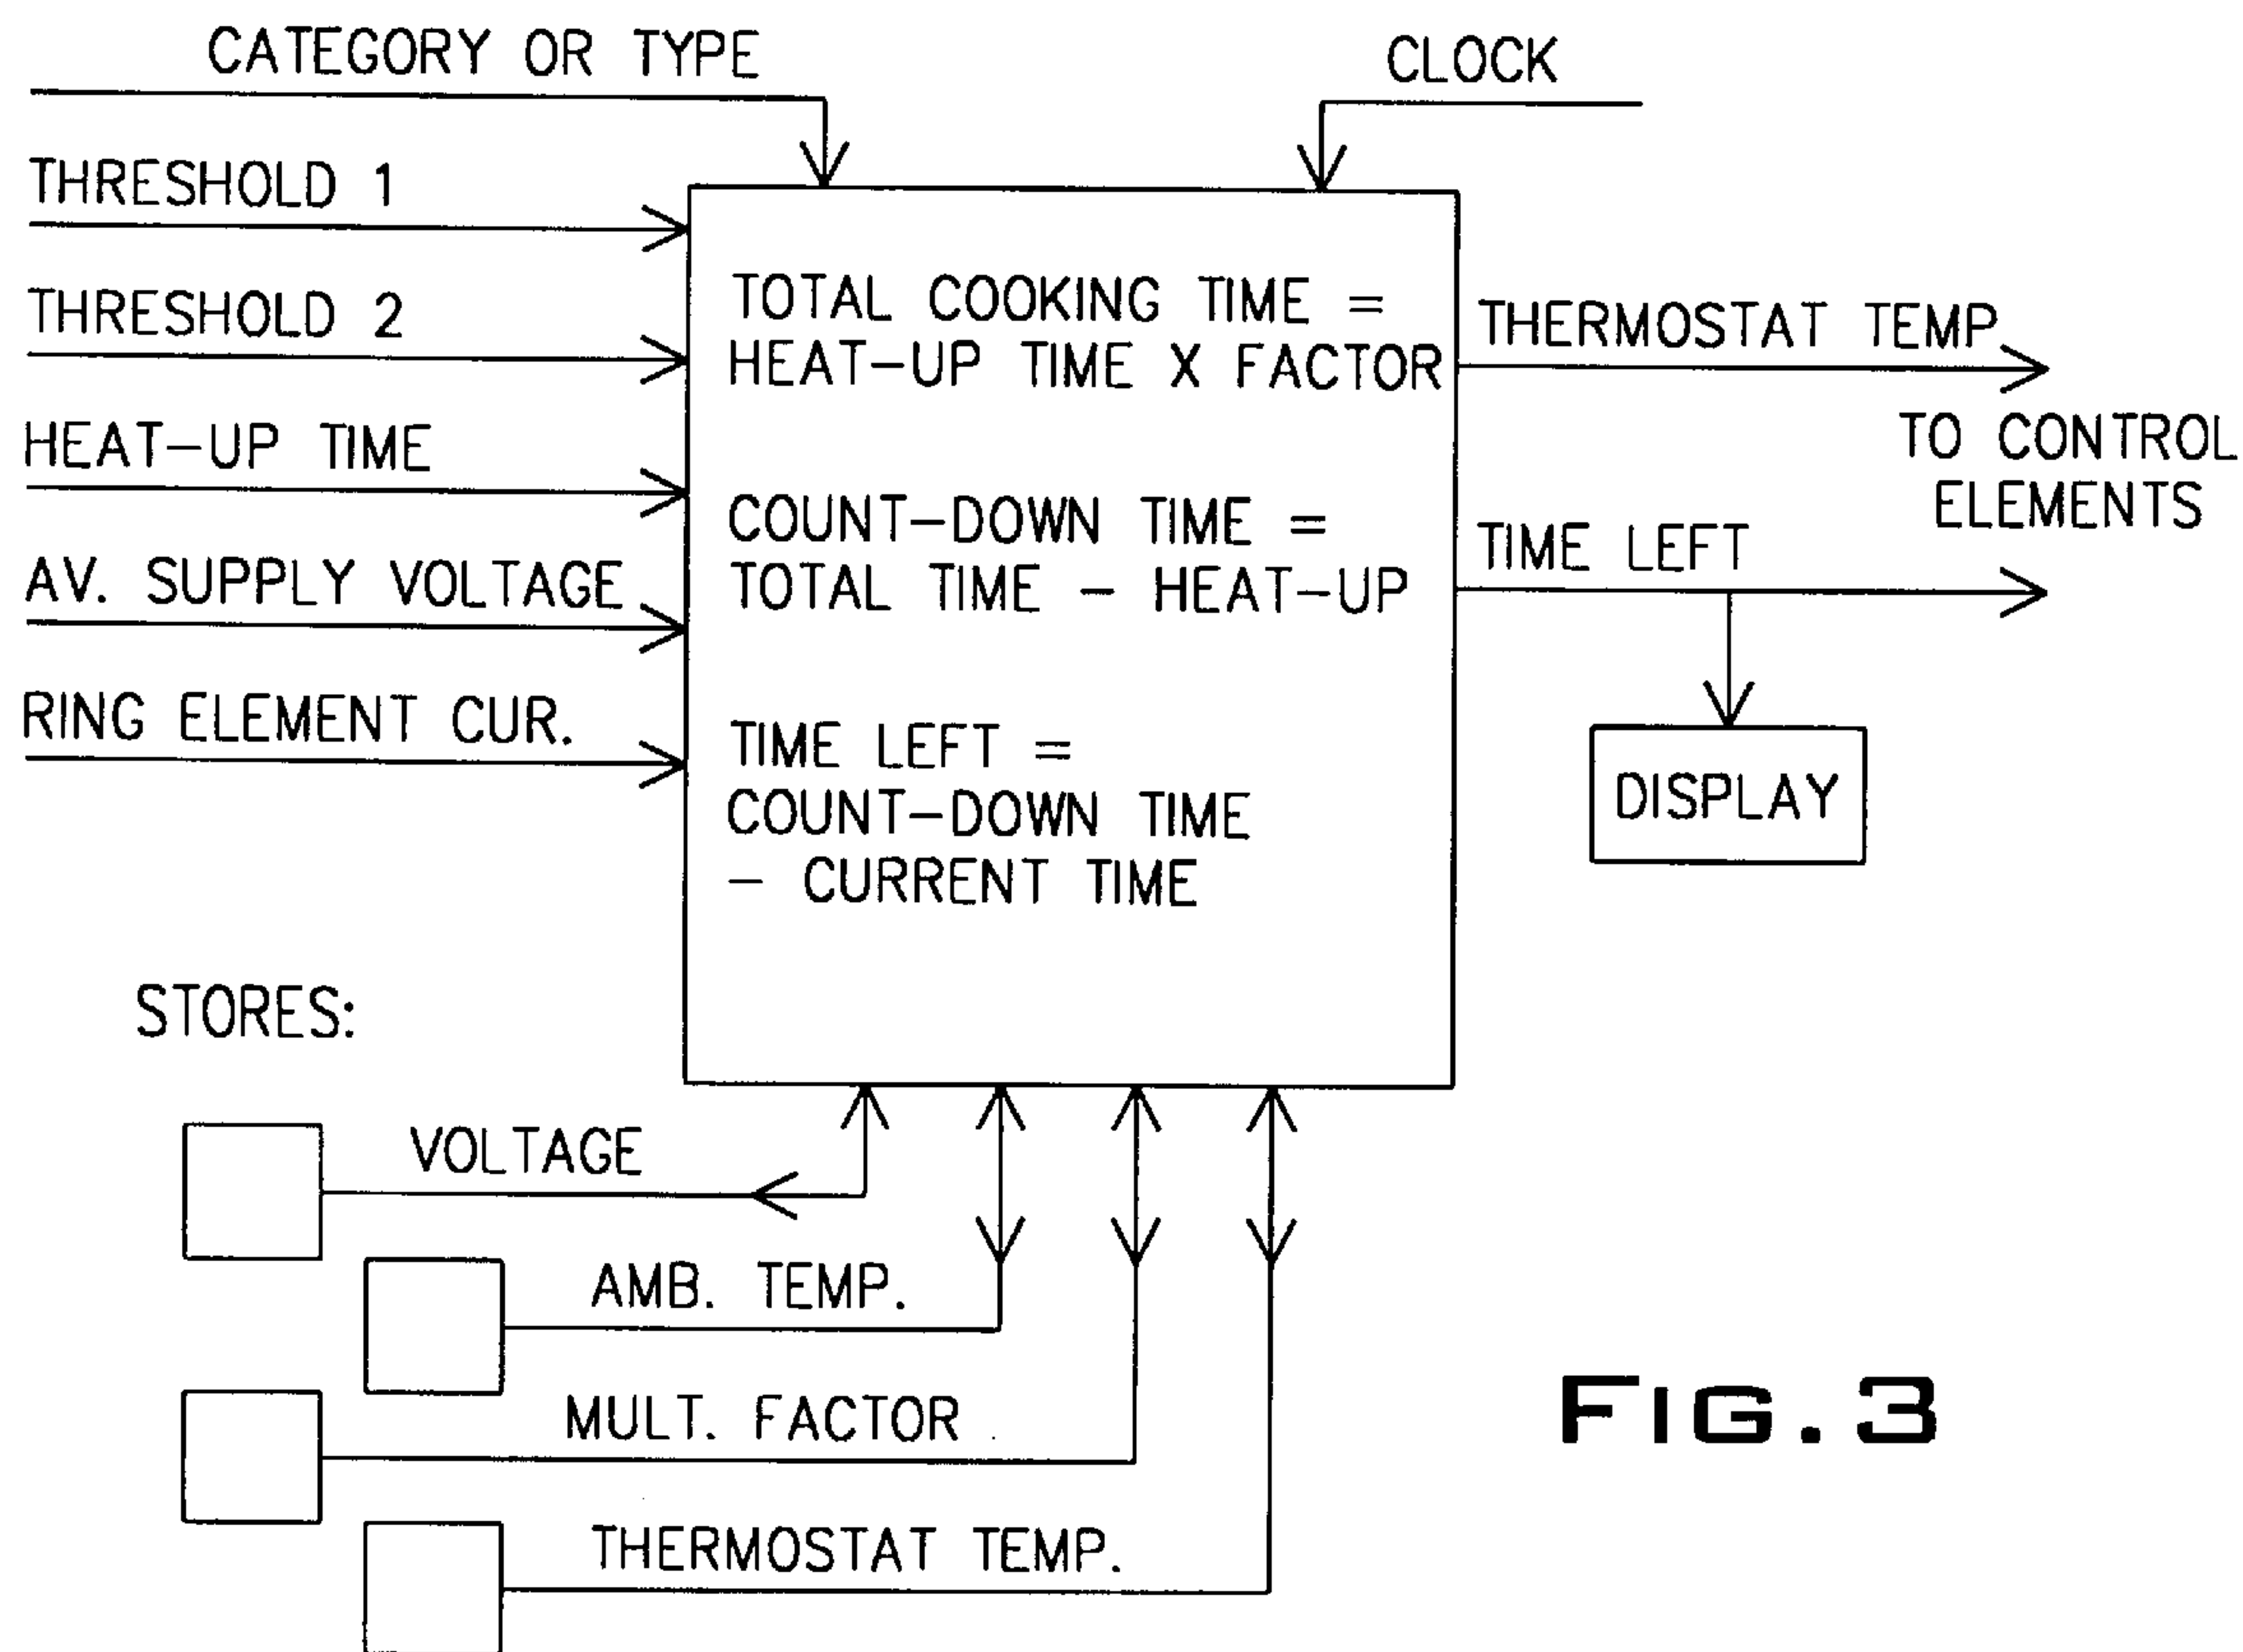 CATEGORY OR TYPE
CLOCK
THRESHOLD 1
THRESHOLD 2
HEAT-UP TIME
AV. SUPPLY VOLTAGE
RING ELEMENT CUR.
TOTAL COOKING TIME =
HEAT-UP TIME X FACTOR
COUNT-DOWN TIME =
TOTAL TIME - HEAT-UP
TIME LEFT =
COUNT-DOWN TIME
- CURRENT TIME
THERMOSTAT TEMP
TO CONTROL
ELEMENTS
TIME LEFT
DISPLAY
STORES:
VOLTAGE
AMB. TEMP.
MULT. FACTOR
THERMOSTAT TEMP.
FIG.3